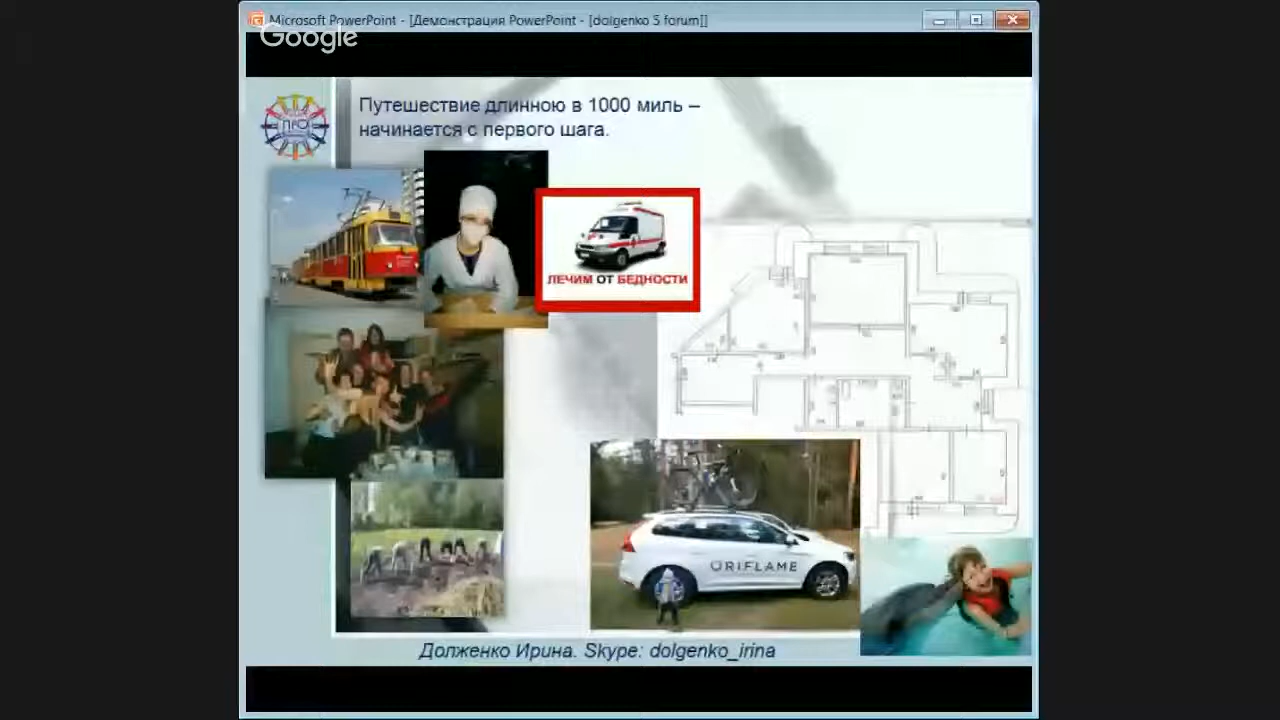 Microsoft PowerPoint - [Демонстрация PowerPoint - [dolgenko 5 forum]]
Google
Путешествие длинною в 1000 миль –
начинается с первого шага.
ПРО
ЛЕЧИМ ОТ БЕДНОСТИ
ORIFLAME
Долженко Ирина. Skype: dolgenko_irina